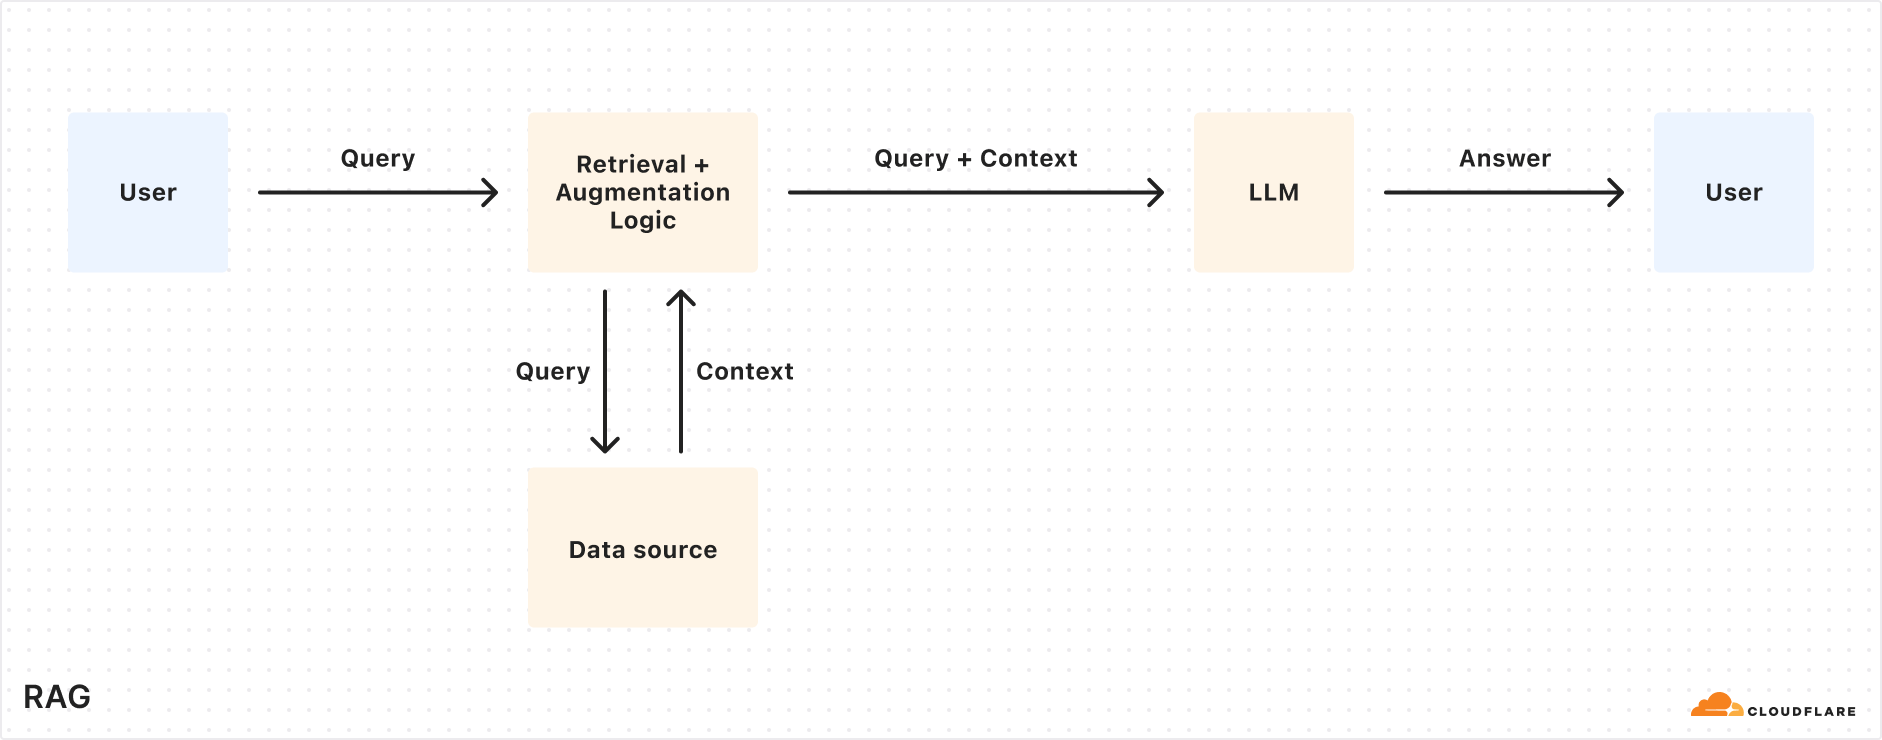 User
Query
Retrieval +
Augmentation
Logic
Query + Context
LLM
Answer
User
Query
Context
Data source
RAG
CLOUDFLARE